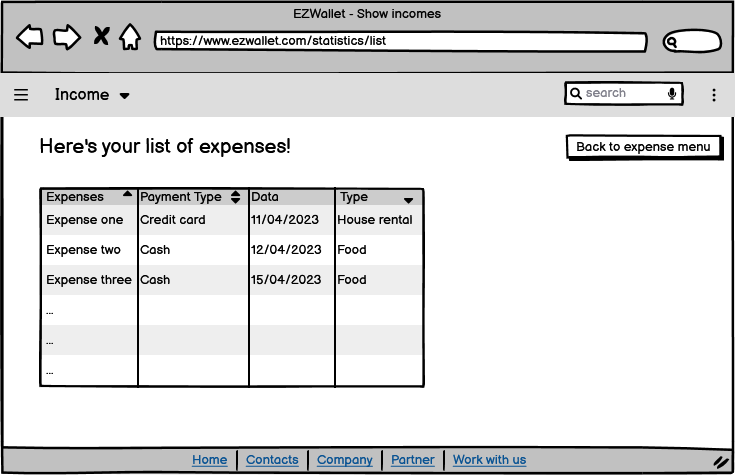 EZWallet - Show incomes
https://www.ezwallet.com/statistics/list
Income
search
Here's your list of expenses!
Back to expense menu
Expenses Payment Type Data Type
Expense one Credit card 11/04/2023 House rental
Expense two Cash 12/04/2023 Food
Expense three Cash 15/04/2023 Food
...
...
...
Home Contacts Company Partner Work with us